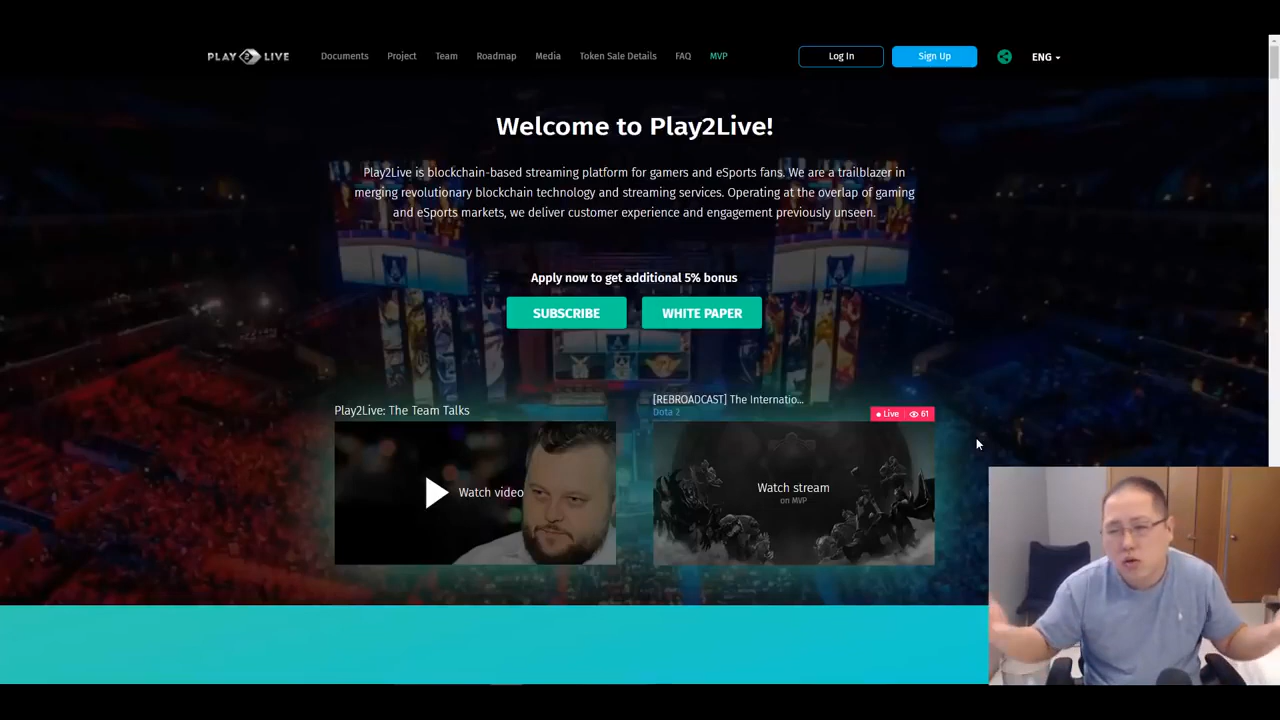 PLAY 2 LIVE
Documents
Project
Team
Roadmap
Media
Token Sale Details
FAQ
MVP
Log In
Sign Up
ENG
Welcome to Play2Live!
Play2Live is blockchain-based streaming platform for gamers and eSports fans. We are a trailblazer in
merging revolutionary blockchain technology and streaming services. Operating at the overlap of gaming
and eSports markets, we deliver customer experience and engagement previously unseen.
Apply now to get additional 5% bonus
SUBSCRIBE
WHITE PAPER
Play2Live: The Team Talks
[REBROADCAST] The Internatio...
Dota 2
Live
61
Watch video
Watch stream
on MVP